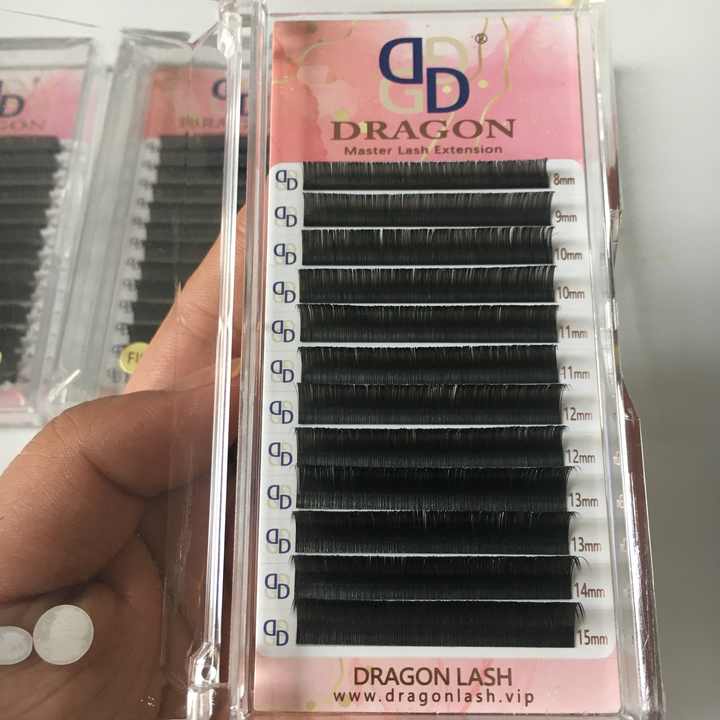 DRAGON
Master Lash Extension
8mm
9mm
10mm
10mm
11mm
11mm
12mm
12mm
13mm
13mm
14mm
15mm
DRAGON LASH
www.dragonlash.vip